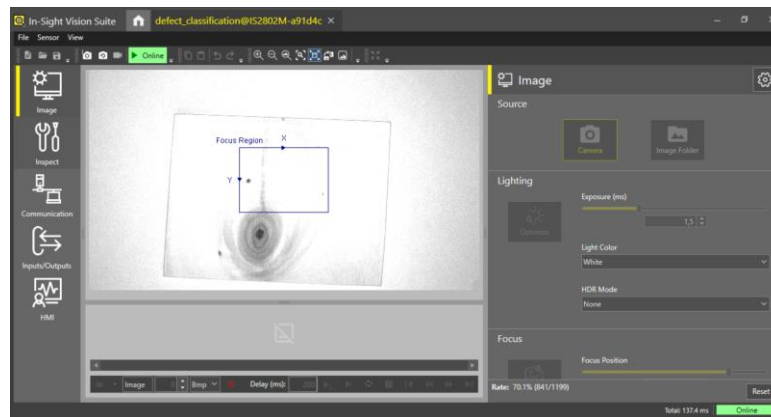 In-Sight Vision Suite
defect_classification@IS2802M-a91d4c ×
File Sensor View
Online
Image
Inspect
Communication
Inputs/Outputs
HMI
Focus Region
X
Y
Image
Bmp
Delay (ms):
200
Image
Source
Camera
Image Folder
Lighting
Optimize
Exposure (ms)
1,5
Light Color
White
HDR Mode
None
Focus
Focus Position
Rate: 70.1% (841/1199)
Reset
Total: 137.4 ms
Online